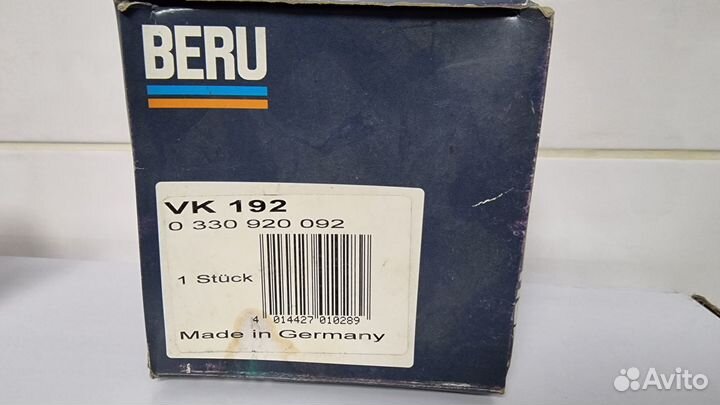 BERU
VK 192
0 330 920 092
1 Stück
4 014427 010289
Made in Germany
Avito